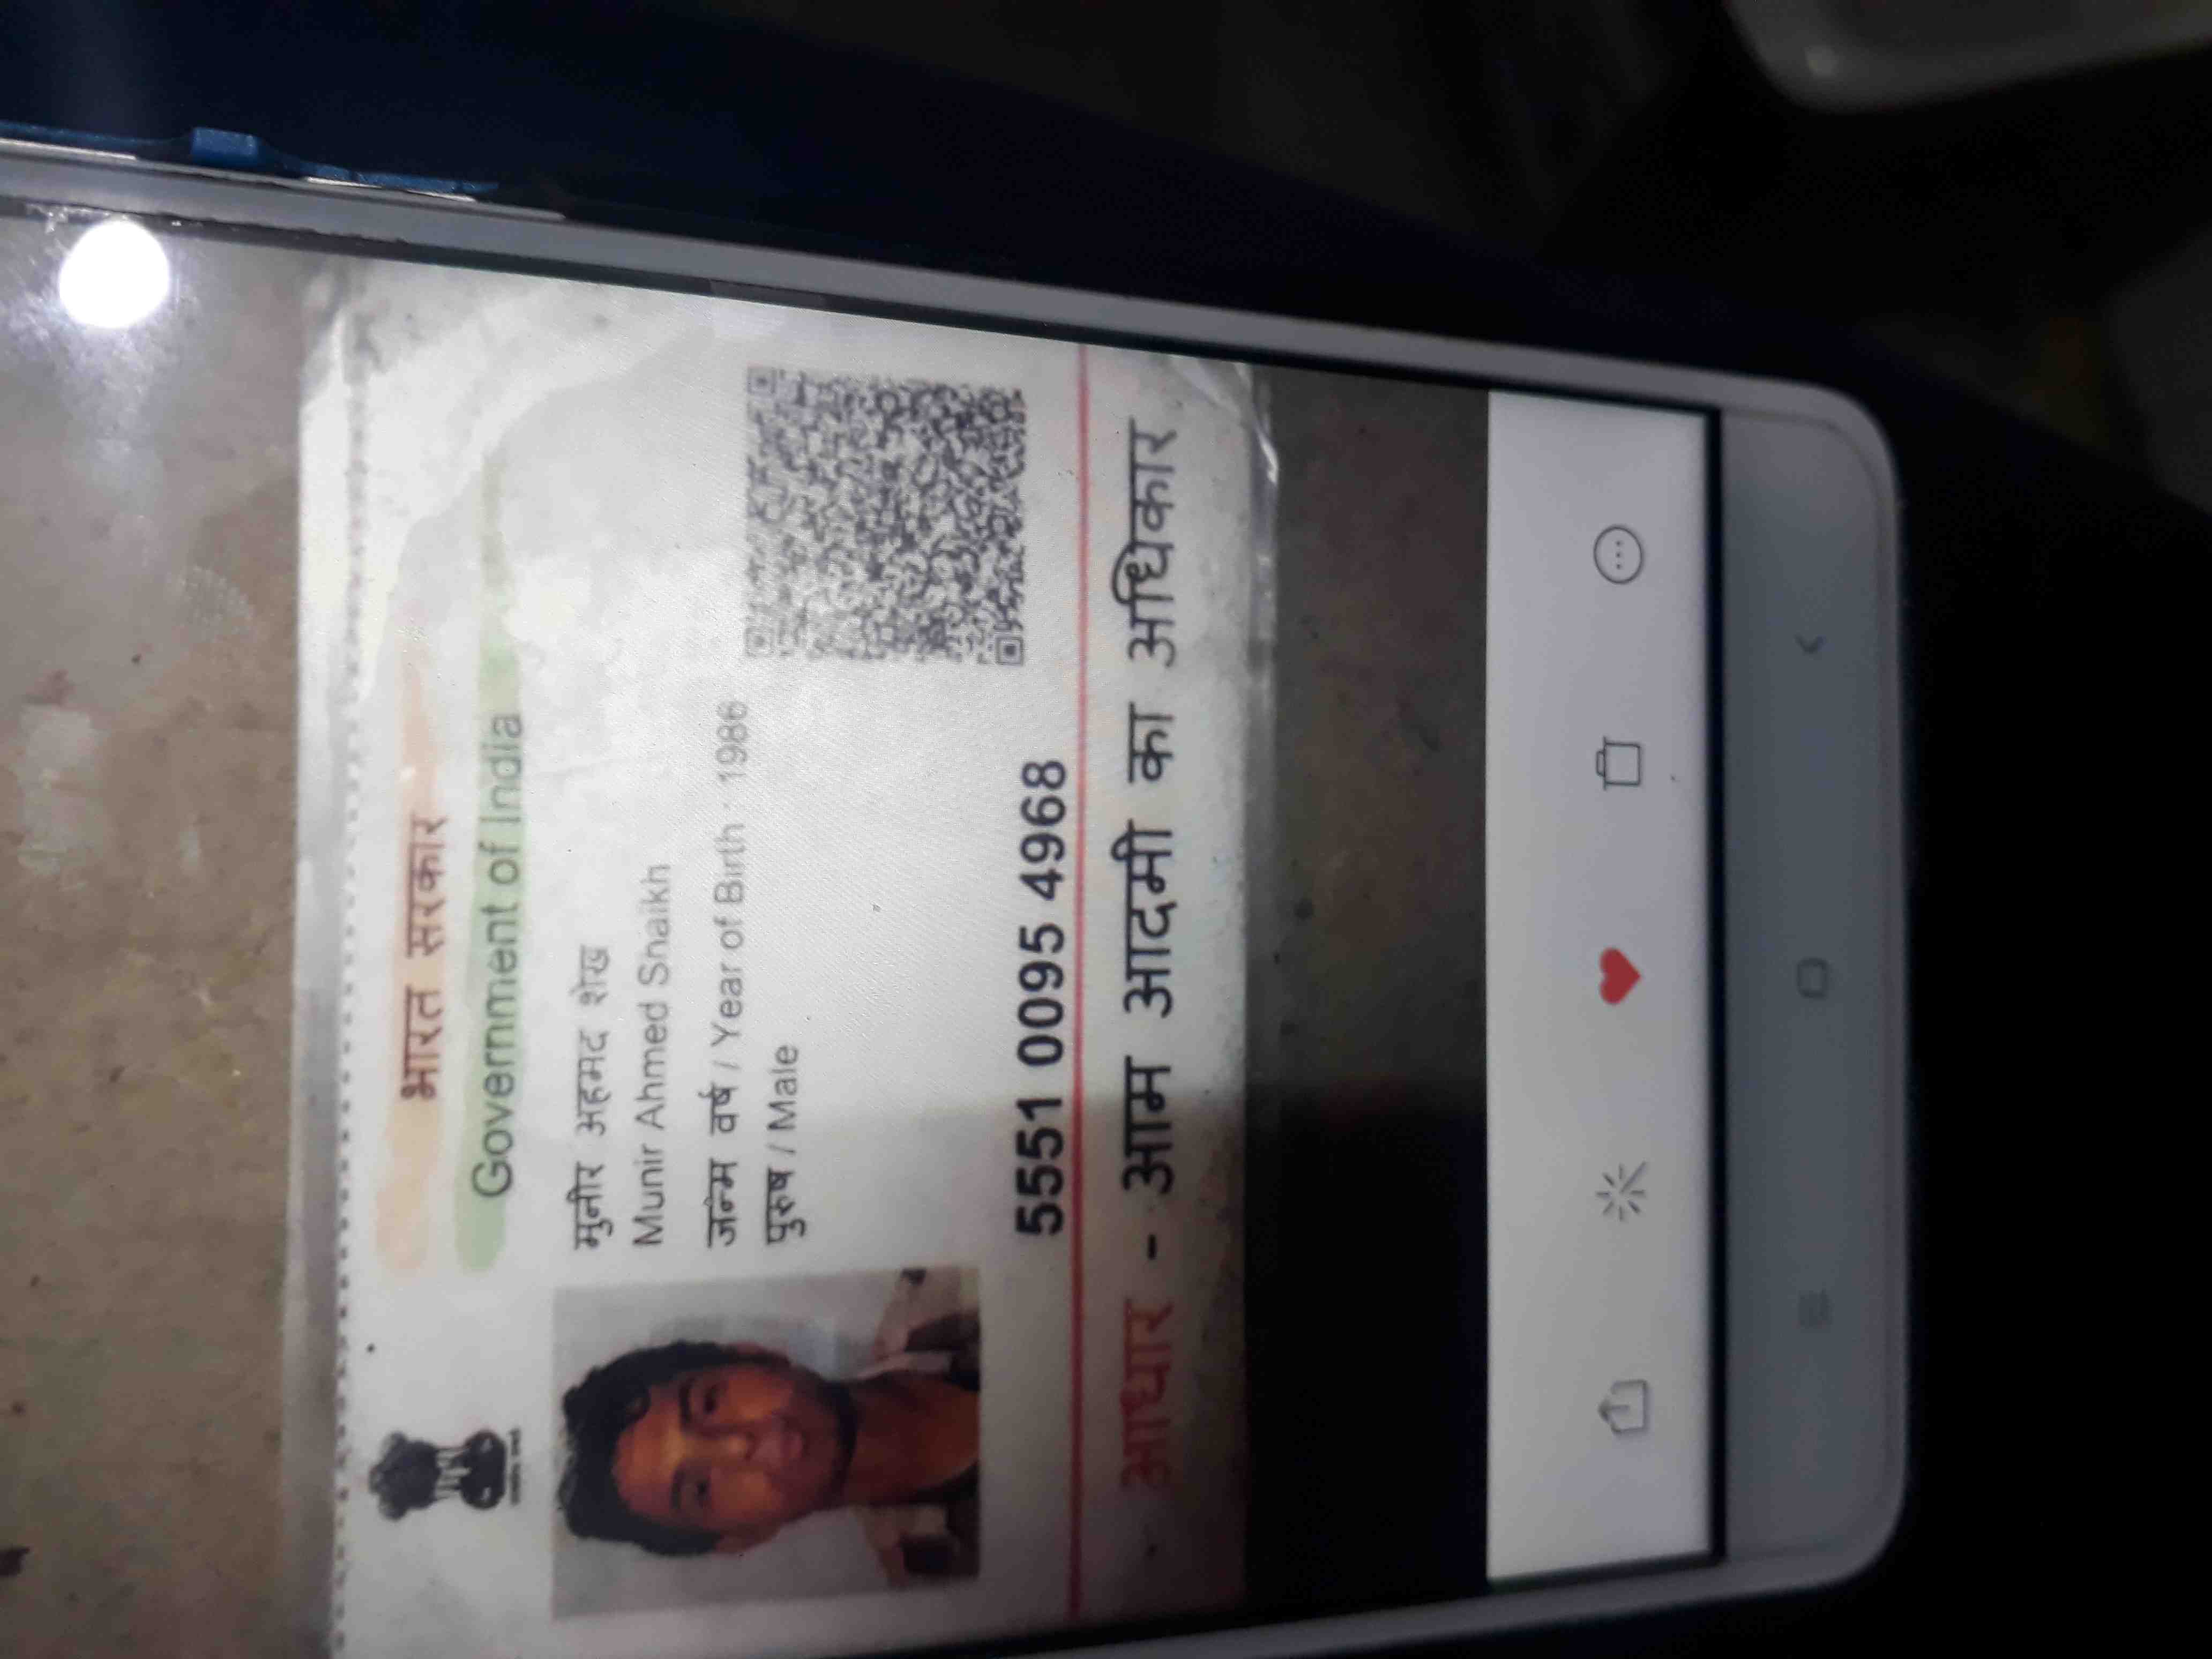 भारत सरकार
Government of India
मुनीर अहमद शेख
Munir Ahmed Shaikh
जन्म वर्ष / Year of Birth : 1986
पुरुष / Male
5551 0095 4968
आधार - आम आदमी का अधिकार